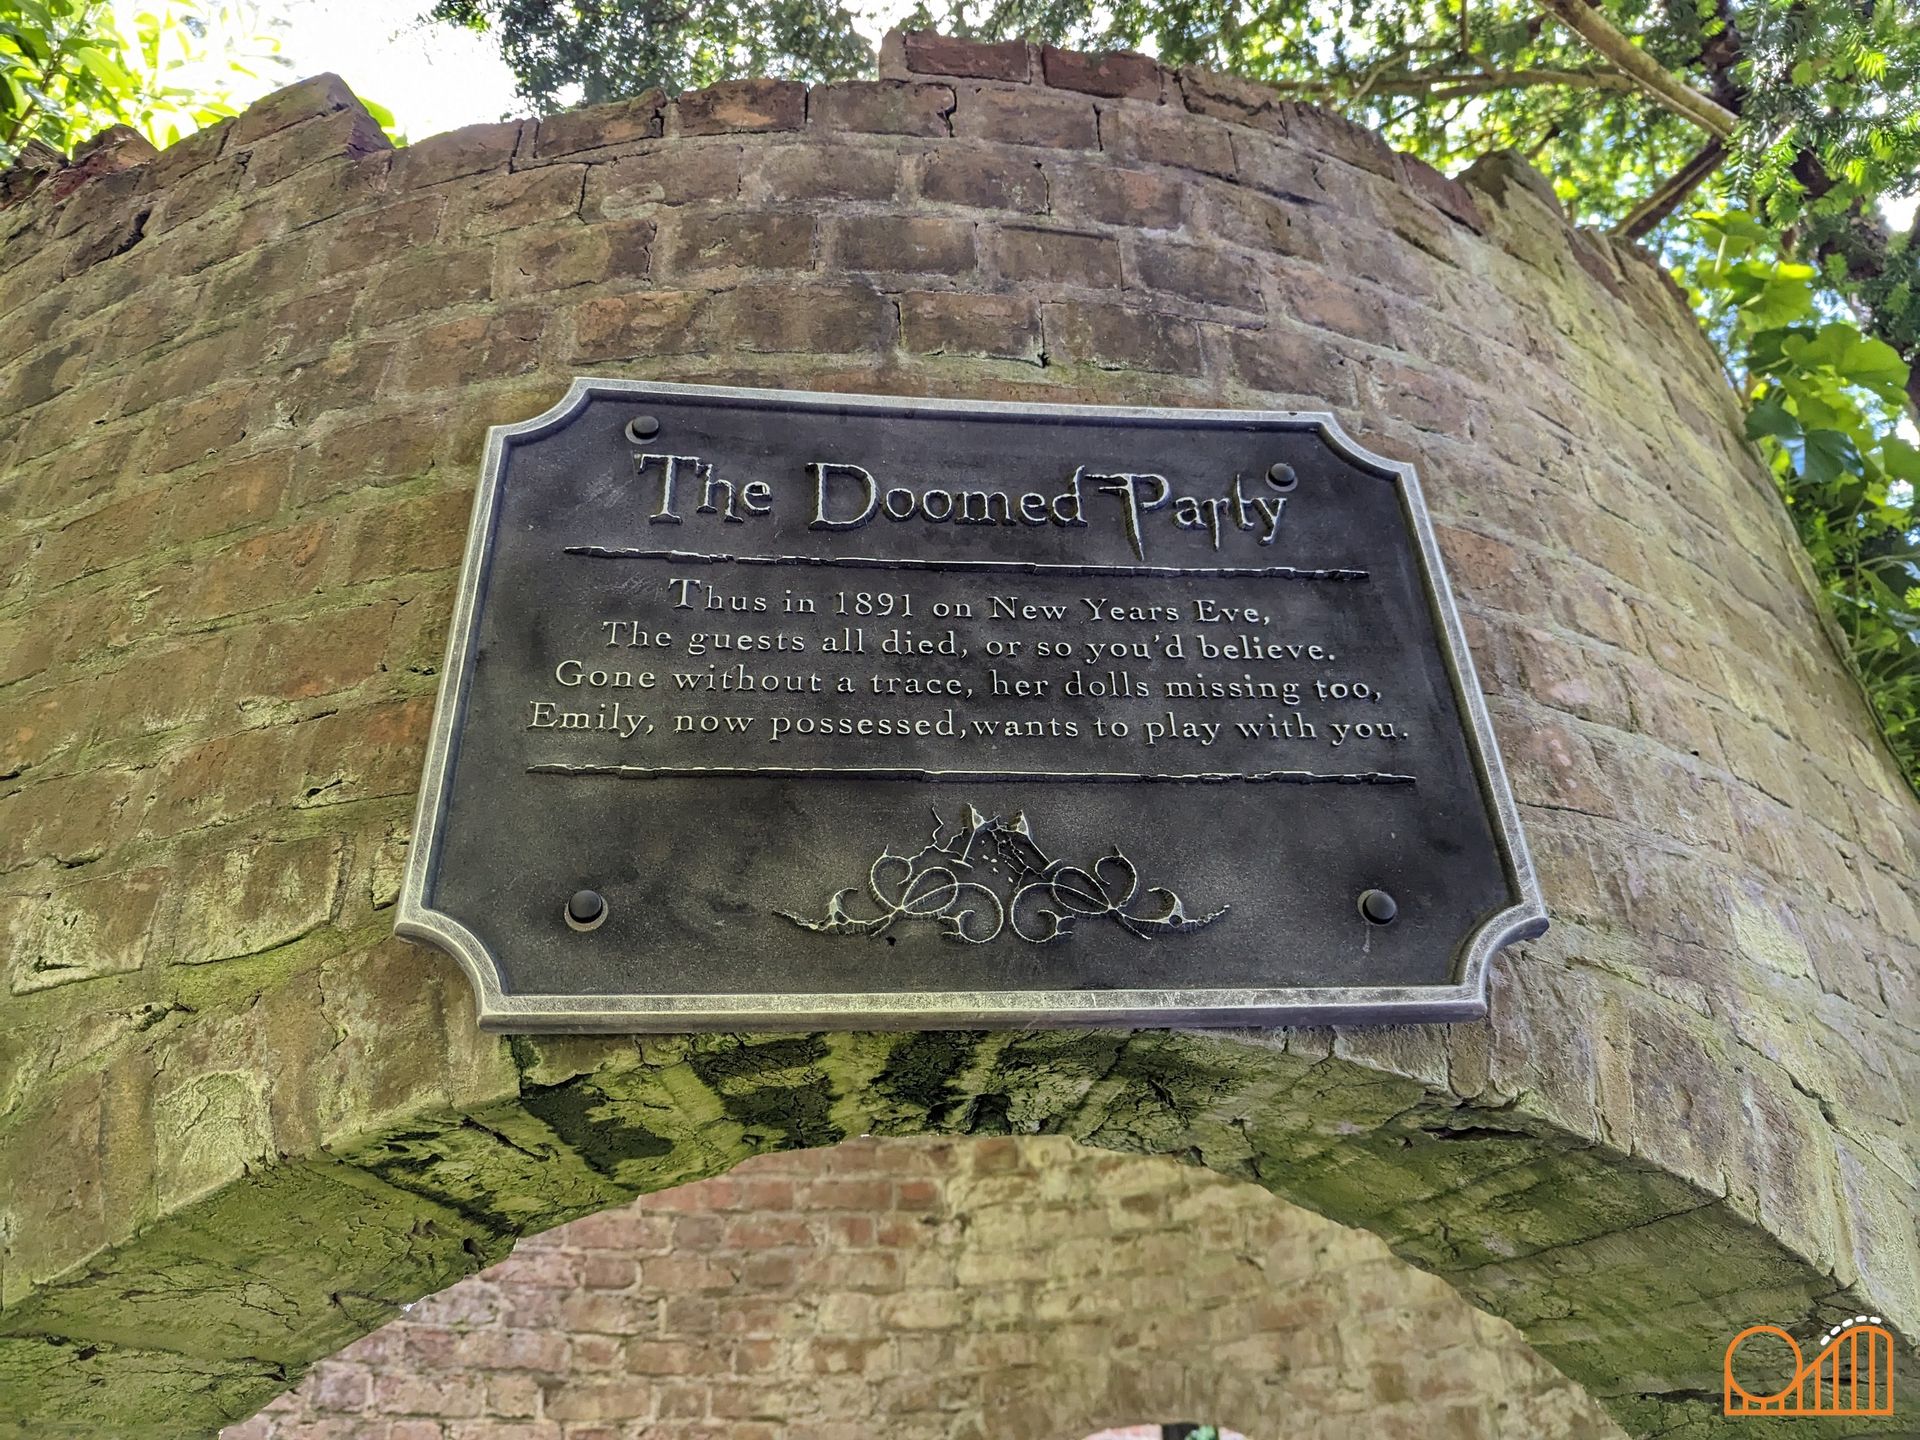 The Doomed Party
Thus in 1891 on New Years Eve,
The guests all died, or so you'd believe.
Gone without a trace, her dolls missing too,
Emily, now possessed, wants to play with you.